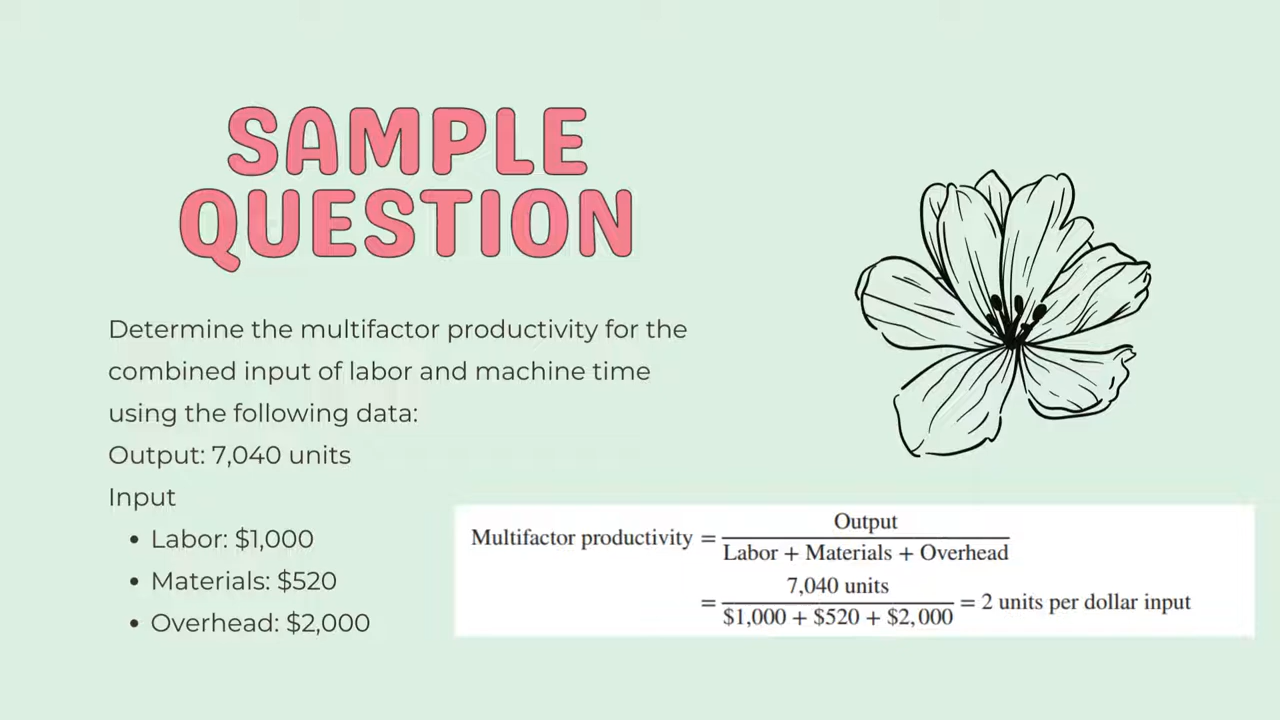 SAMPLE
QUESTION
Determine the multifactor productivity for the
combined input of labor and machine time
using the following data:
Output: 7,040 units
Input
• Labor: $1,000
• Materials: $520
• Overhead: $2,000
Output
Multifactor productivity =
Labor + Materials + Overhead
7,040 units
= = 2 units per dollar input
$1,000 + $520 + $2,000